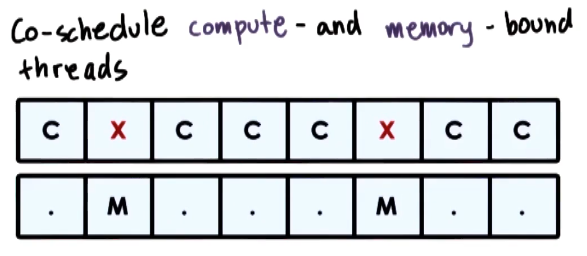 Co-schedule compute - and memory - bound
threads
C X C C C X C C
. M . . . M . .